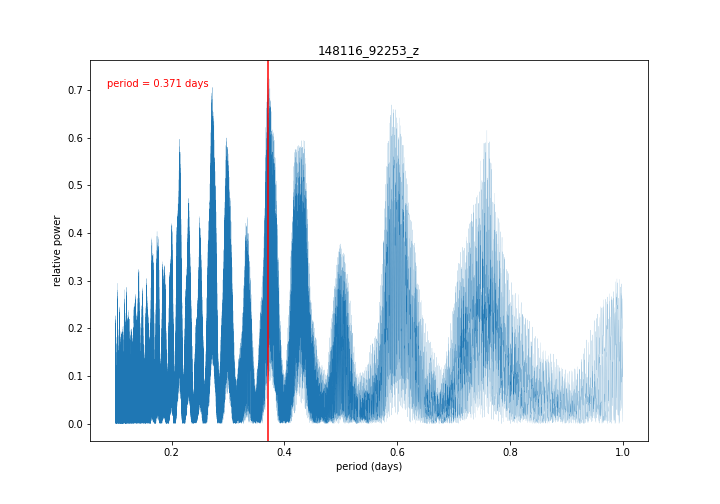 148116_92253_z
period = 0.371 days
relative power
0.7
0.6
0.5
0.4
0.3
0.2
0.1
0.0
0.2 0.4 0.6 0.8 1.0
period (days)